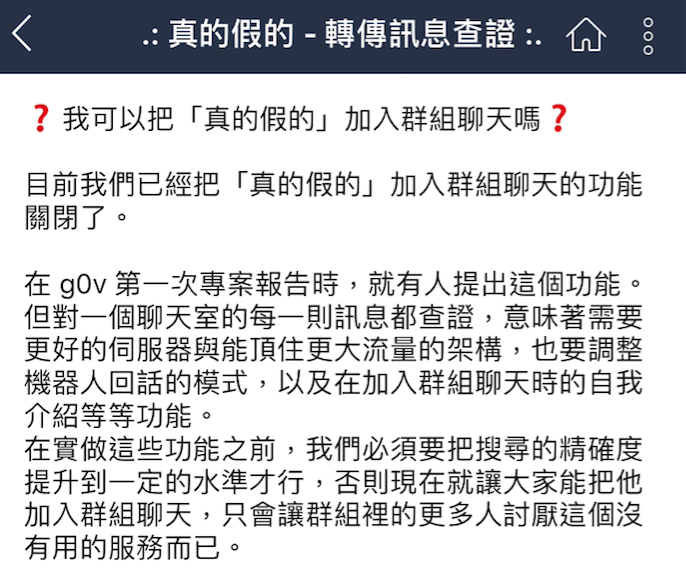 .: 真的假的 - 轉傳訊息查證 :.
❓ 我可以把「真的假的」加入群組聊天嗎❓
目前我們已經把「真的假的」加入群組聊天的功能
關閉了。
在 g0v 第一次專案報告時，就有人提出這個功能。
但對一個聊天室的每一則訊息都查證，意味著需要
更好的伺服器與能頂住更大流量的架構，也要調整
機器人回話的模式，以及在加入群組聊天時的自我
介紹等等功能。
在實做這些功能之前，我們必須要把搜尋的精確度
提升到一定的水準才行，否則現在就讓大家能把他
加入群組聊天，只會讓群組裡的更多人討厭這個沒
有用的服務而已。